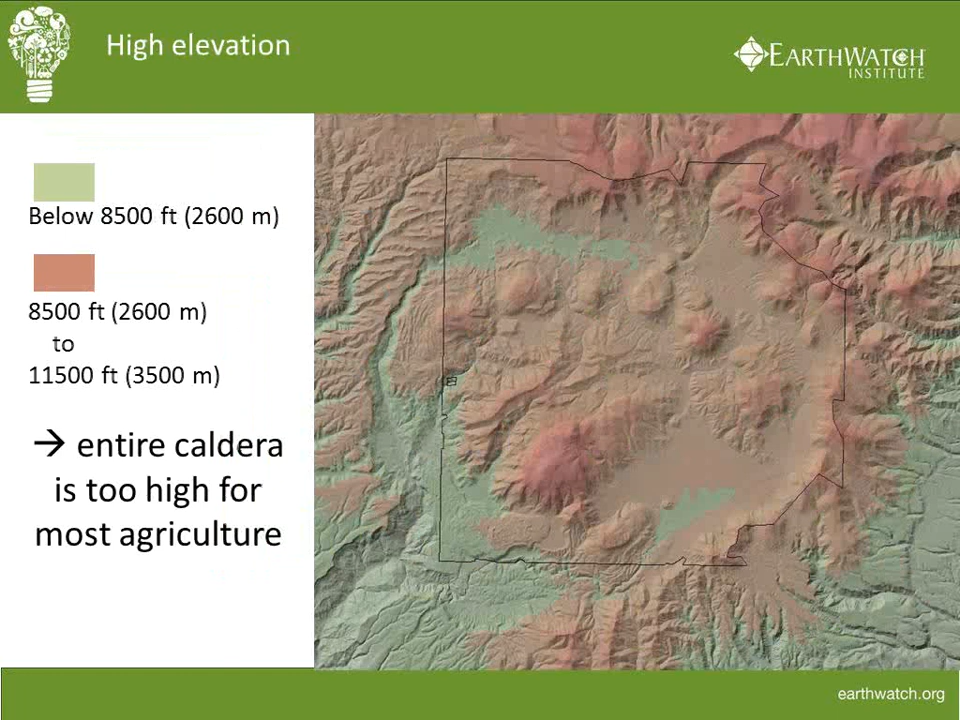 High elevation
EARTHWATCH
INSTITUTE
Below 8500 ft (2600 m)
8500 ft (2600 m)
to
11500 ft (3500 m)
→ entire caldera
is too high for
most agriculture
earthwatch.org